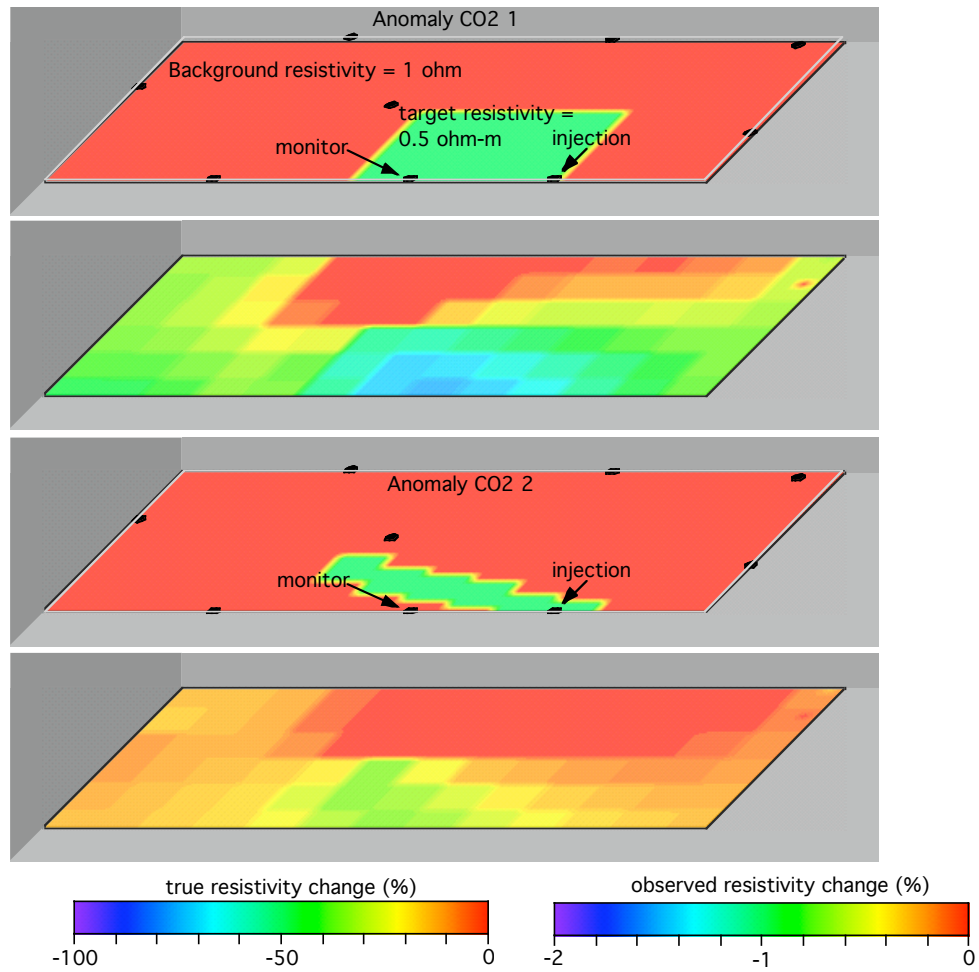 Anomaly CO2 1
Background resistivity = 1 ohm
target resistivity =
0.5 ohm-m
monitor
injection
Anomaly CO2 2
monitor
injection
true resistivity change (%)
-100
-50
0
observed resistivity change (%)
-2
-1
0